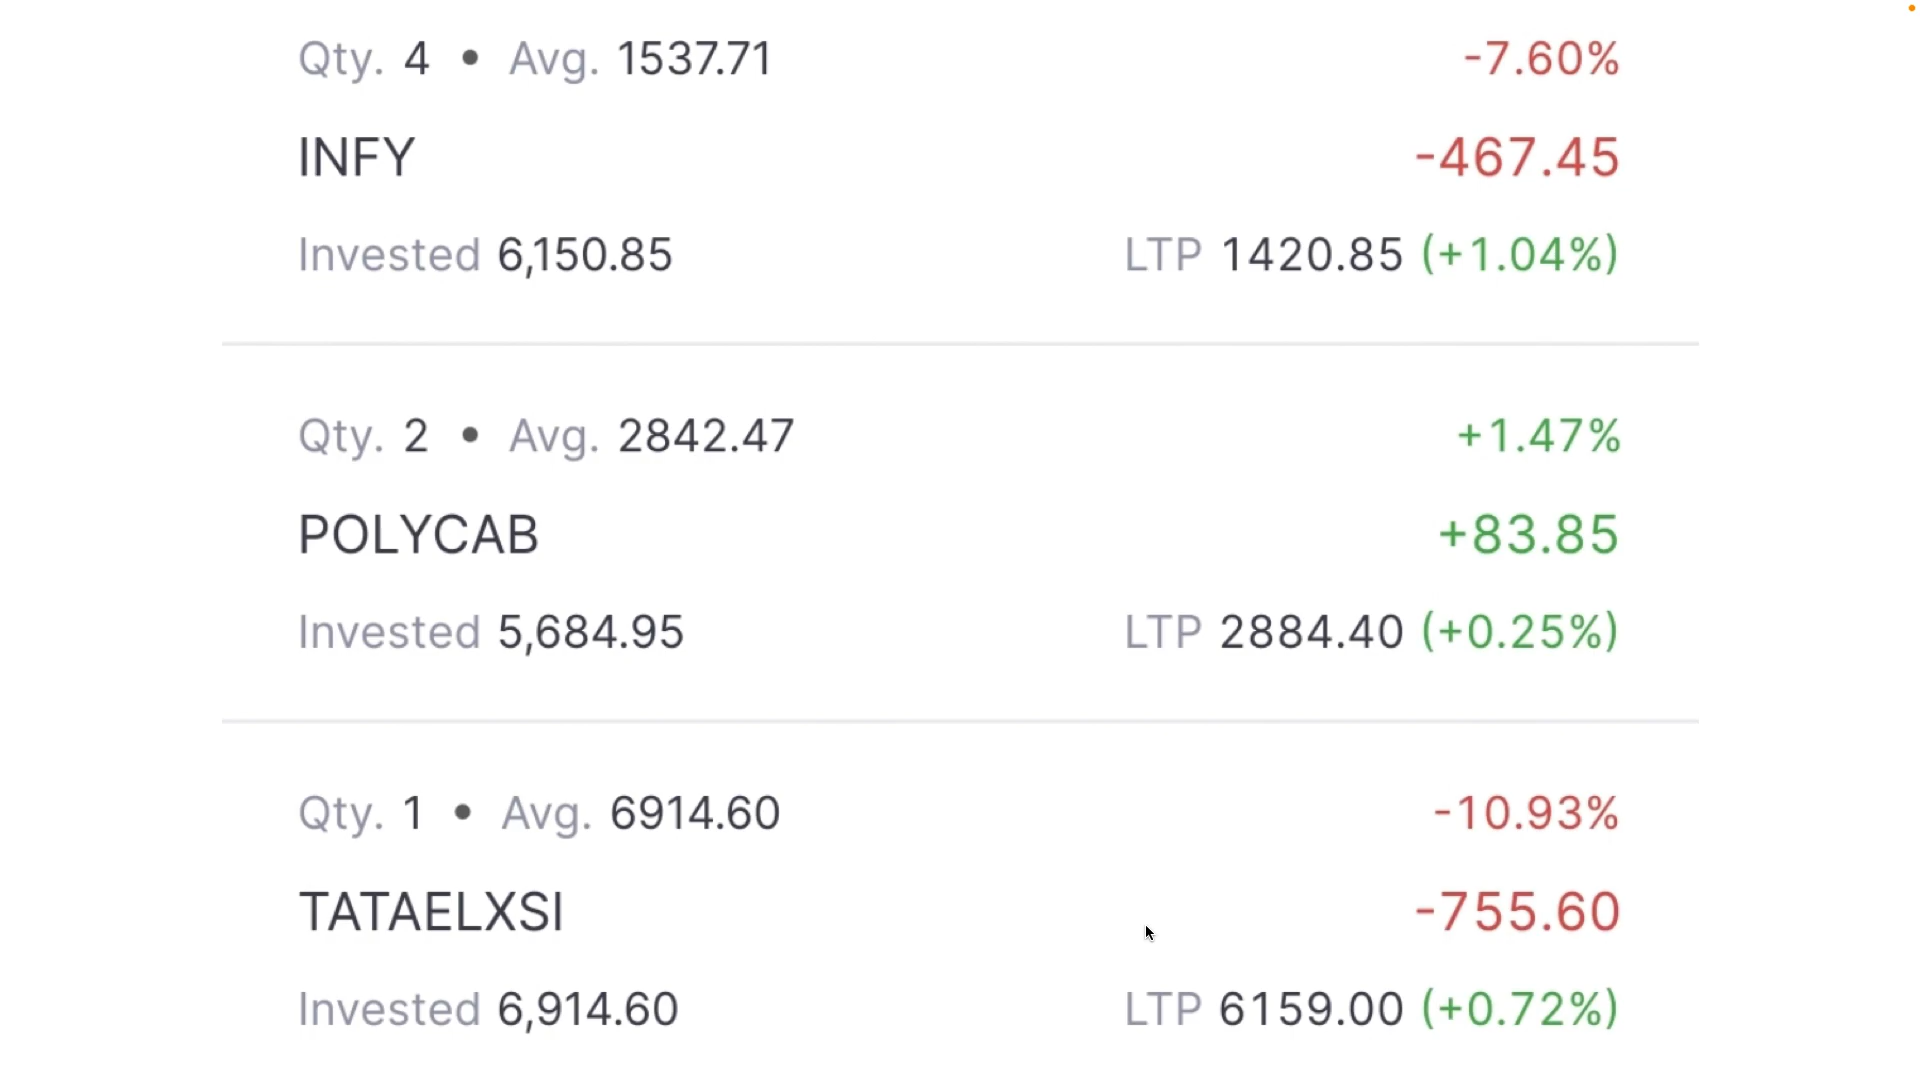 Qty. 4 • Avg. 1537.71 -7.60%
INFY -467.45
Invested 6,150.85 LTP 1420.85 (+1.04%)
Qty. 2 • Avg. 2842.47 +1.47%
POLYCAB +83.85
Invested 5,684.95 LTP 2884.40 (+0.25%)
Qty. 1 • Avg. 6914.60 -10.93%
TATAELXSI -755.60
Invested 6,914.60 LTP 6159.00 (+0.72%)